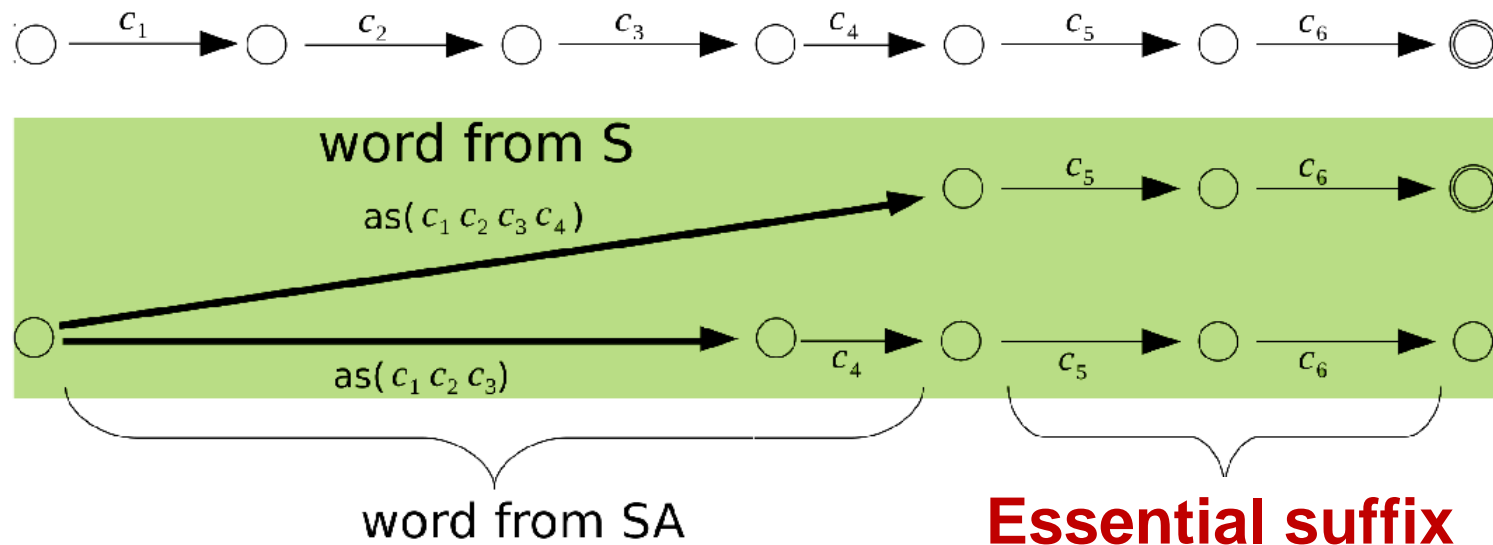 c₁ c₂ c₃ c₄ c₅ c₆
word from S
c₅ c₆
as( c₁ c₂ c₃ c₄ )
as( c₁ c₂ c₃ ) c₄ c₅ c₆
word from SA
Essential suffix